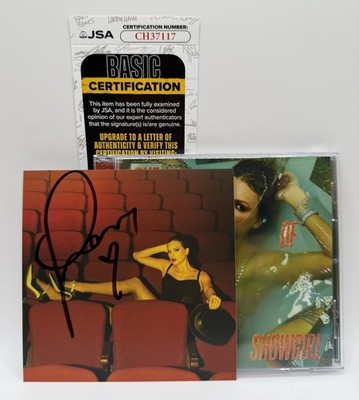 JSA
CH37117
BASIC
CERTIFICATION
This item has been fully examined
by JSA, and it is the considered
opinion of our expert authenticators
that the signature(s) is/are genuine.
UPGRADE TO A LETTER OF
AUTHENTICITY & VERIFY THIS
CERTIFICATION BY VISITING
OF
SHOWGIRL